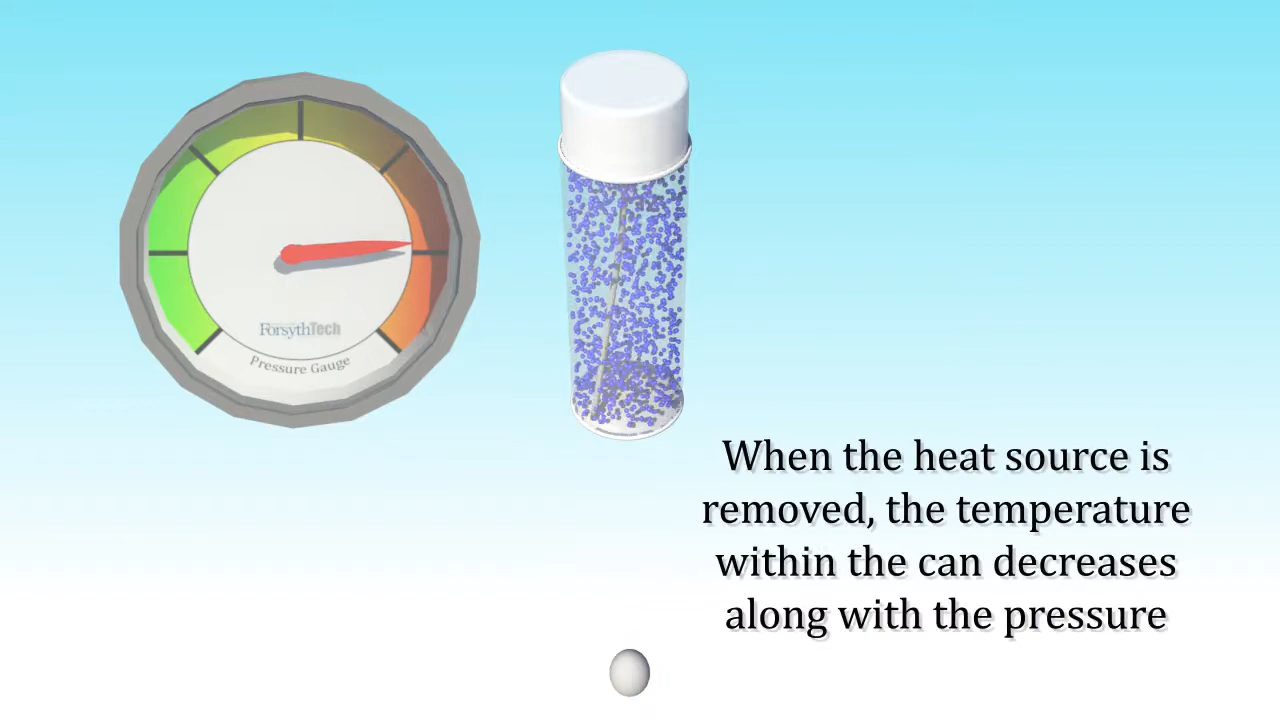 ForsythTech
Pressure Gauge
When the heat source is
removed, the temperature
within the can decreases
along with the pressure